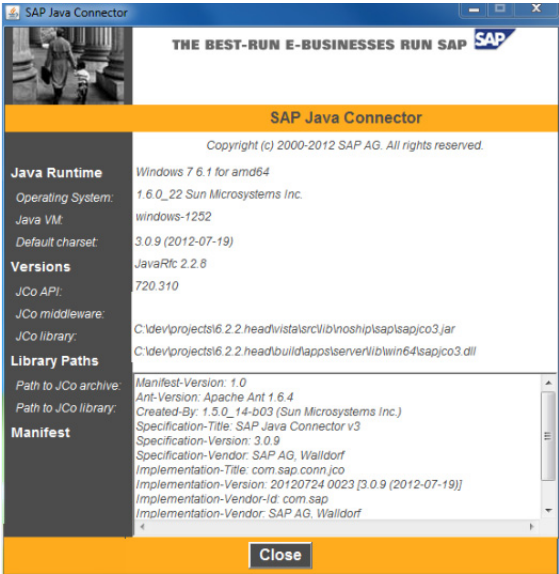 SAP Java Connector
THE BEST-RUN E-BUSINESSES RUN SAP
SAP Java Connector
Copyright (c) 2000-2012 SAP AG. All rights reserved.
Java Runtime
Windows 7 6.1 for amd64
Operating System:
1.6.0_22 Sun Microsystems Inc.
Java VM:
windows-1252
Default charset:
3.0.9 (2012-07-19)
Versions
JavaRfc 2.2.8
JCo API:
720.310
JCo middleware:
JCo library:
C:\dev\projects\6.2.2.head\vista\src\lib\noship\sap\sapjco3.jar
Library Paths
C:\dev\projects\6.2.2.head\build\apps\server\lib\win64\sapjco3.dll
Path to JCo archive:
Path to JCo library:
Manifest
Manifest-Version: 1.0
Ant-Version: Apache Ant 1.6.4
Created-By: 1.5.0_14-b03 (Sun Microsystems Inc.)
Specification-Title: SAP Java Connector v3
Specification-Version: 3.0.9
Specification-Vendor: SAP AG, Walldorf
Implementation-Title: com.sap.conn.jco
Implementation-Version: 20120724 0023 [3.0.9 (2012-07-19)]
Implementation-Vendor-Id: com.sap
Implementation-Vendor: SAP AG, Walldorf
Close